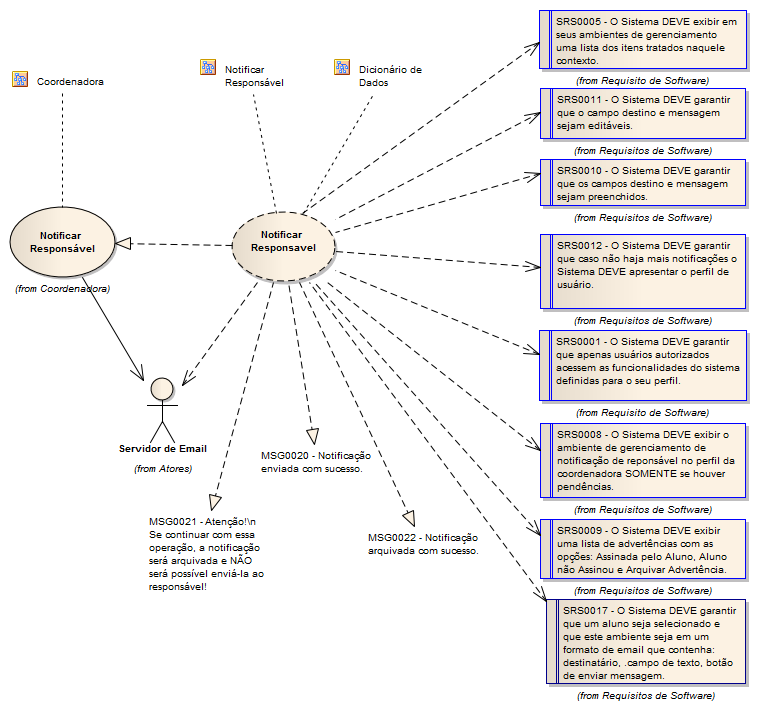 Coordenadora
Notificar
Responsável
Dicionário de
Dados
Notificar
Responsável
(from Coordenadora)
Notificar
Responsavel
Servidor de Email
(from Atores)
MSG0020 - Notificação
enviada com sucesso.
MSG0021 - Atenção!\n
Se continuar com essa
operação, a notificação
será arquivada e NÃO
será possível enviá-la ao
responsável!
MSG0022 - Notificação
arquivada com sucesso.
SRS0005 - O Sistema DEVE exibir em
seus ambientes de gerenciamento
uma lista dos itens tratados naquele
contexto.
(from Requisito de Software)
SRS0011 - O Sistema DEVE garantir
que o campo destino e mensagem
sejam editáveis.
(from Requisitos de Software)
SRS0010 - O Sistema DEVE garantir
que os campos destino e mensagem
sejam preenchidos.
(from Requisitos de Software)
SRS0012 - O Sistema DEVE garantir
que caso não haja mais notificações o
Sistema DEVE apresentar o perfil de
usuário.
(from Requisitos de Software)
SRS0001 - O Sistema DEVE garantir
que apenas usuários autorizados
acessem as funcionalidades do sistema
definidas para o seu perfil.
(from Requisito de Software)
SRS0008 - O Sistema DEVE exibir o
ambiente de gerenciamento de
notificação de reponsável no perfil da
coordenadora SOMENTE se houver
pendências.
(from Requisitos de Software)
SRS0009 - O Sistema DEVE exibir
uma lista de advertências com as
opções: Assinada pelo Aluno, Aluno
não Assinou e Arquivar Advertência.
(from Requisitos de Software)
SRS0017 - O Sistema DEVE garantir
que um aluno seja selecionado e
que este ambiente seja em um
formato de email que contenha:
destinatário, .campo de texto, botão
de enviar mensagem.
(from Requisitos de Software)